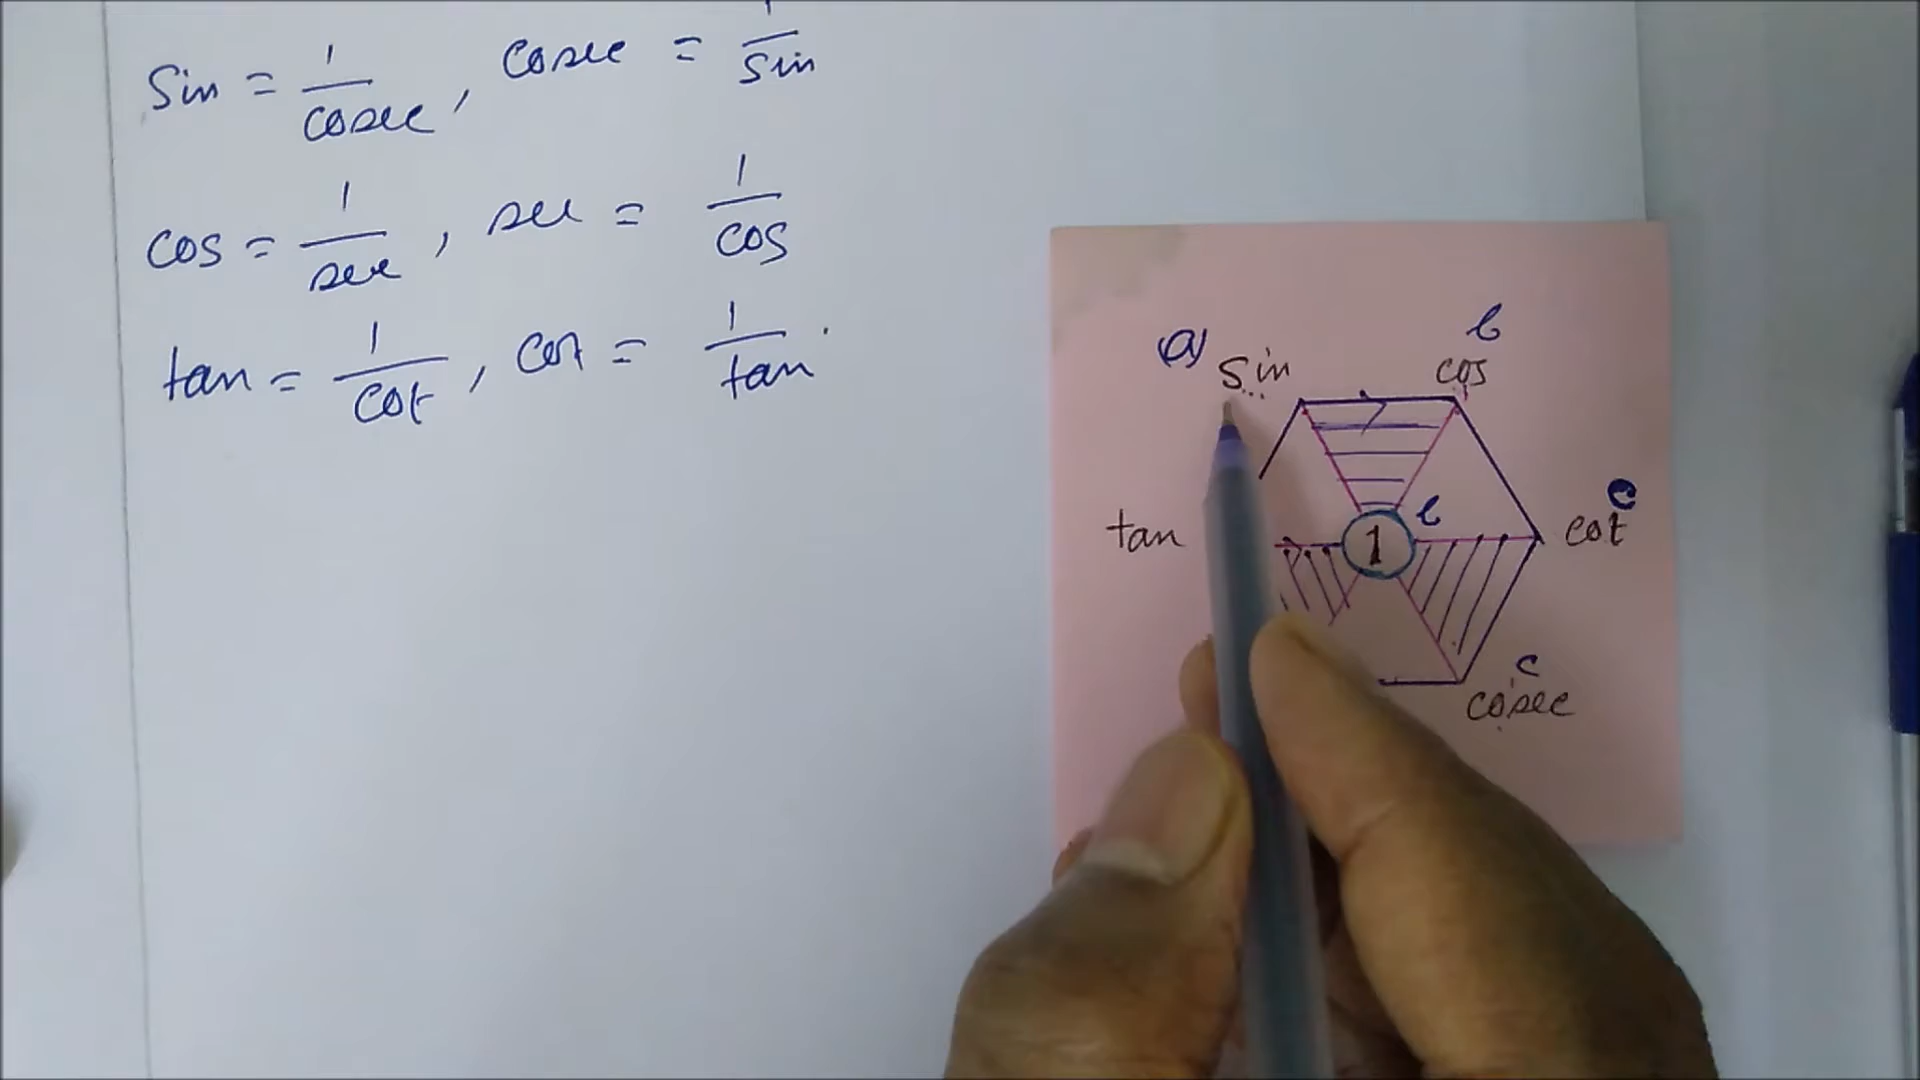 Sin = 1/cosec, cosec = 1/sin
cos = 1/sec, sec = 1/cos
tan = 1/cot, cot = 1/tan
a) b
sin cos
tan 1 b cot c
c
cosec